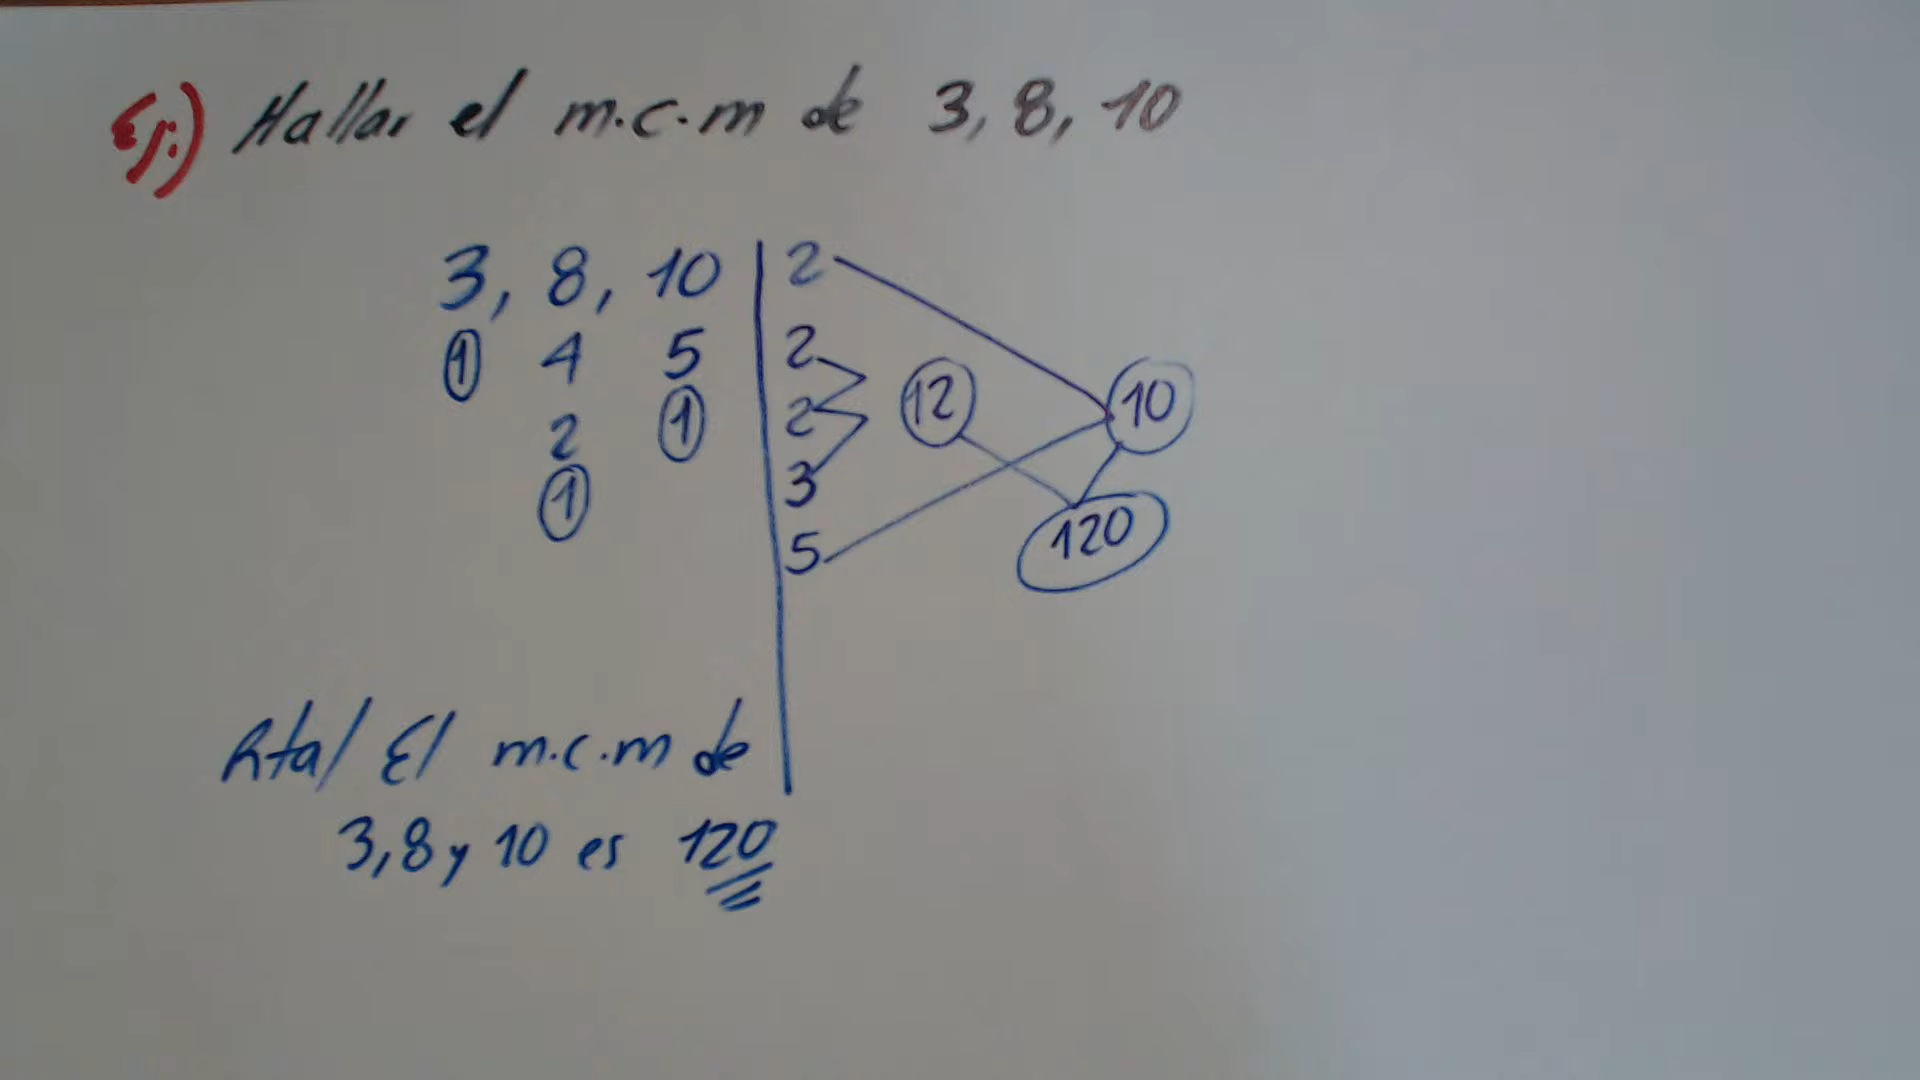 Ej:) Hallar el m.c.m de 3, 8, 10
3, 8, 10 | 2
1 4 5 | 2
2 1 | 2
1 | 3
5
12 10
120
Rta/ El m.c.m de
3, 8 y 10 es 120